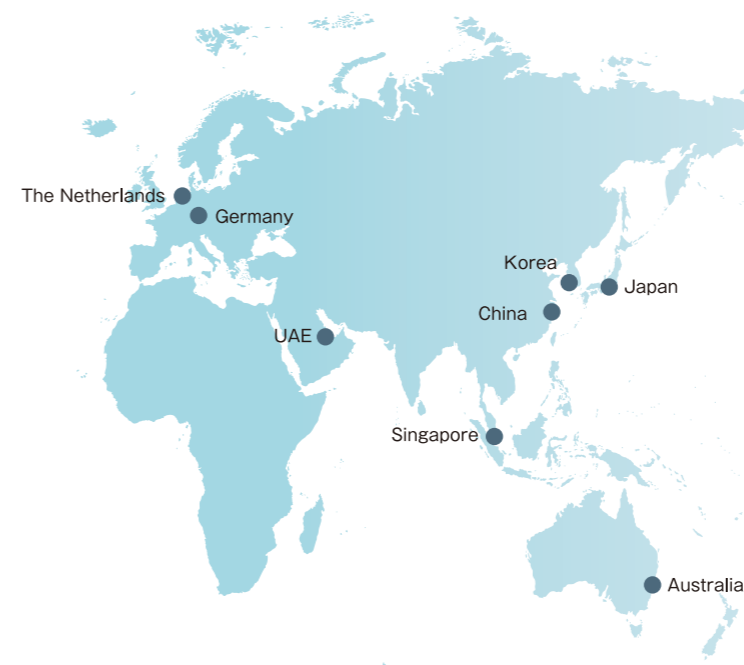 The Netherlands
Germany
Korea
Japan
China
UAE
Singapore
Australia